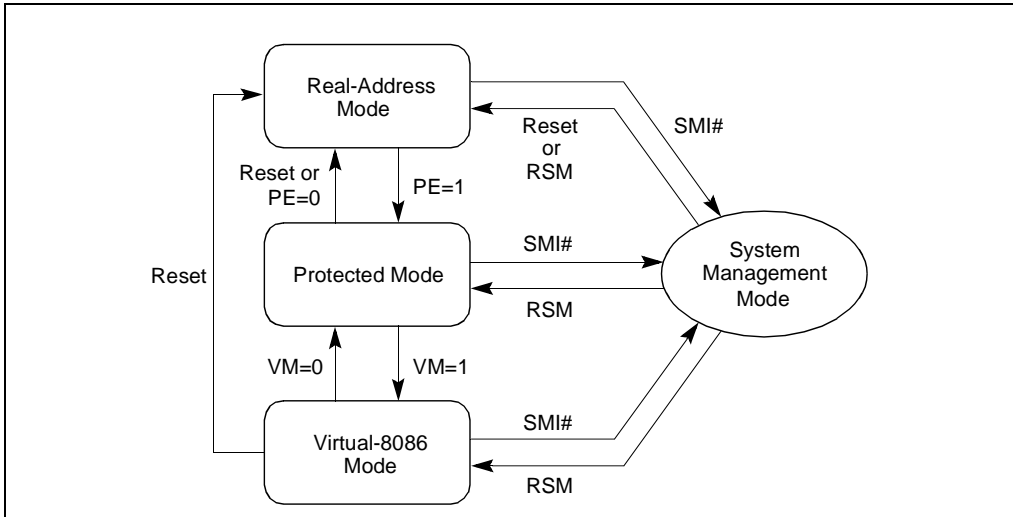 Real-Address
Mode
SMI#
Reset
or
RSM
Reset or
PE=0
PE=1
SMI#
System
Management
Mode
Protected Mode
Reset
RSM
VM=0
VM=1
SMI#
Virtual-8086
Mode
RSM